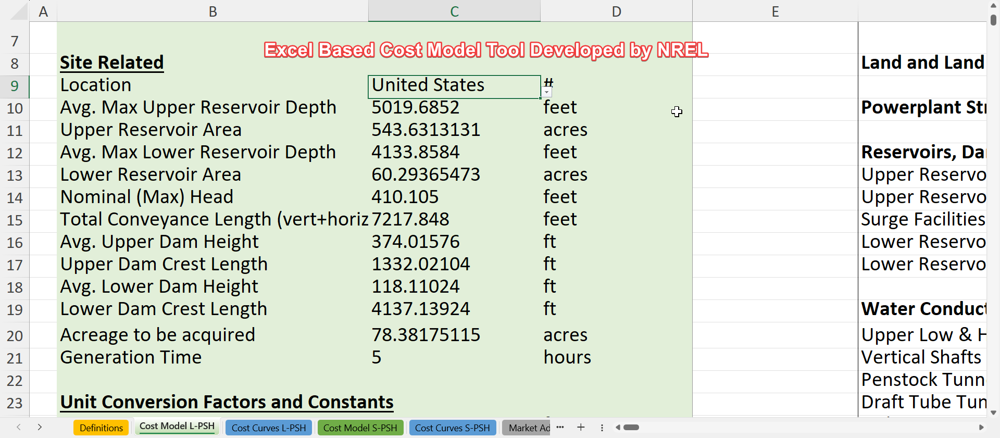 A B C D E
7
Excel Based Cost Model Tool Developed by NREL
8 Site Related Land and Land
9 Location United States #
10 Avg. Max Upper Reservoir Depth 5019.6852 feet Powerplant Str
11 Upper Reservoir Area 543.6313131 acres
12 Avg. Max Lower Reservoir Depth 4133.8584 feet Reservoirs, Da
13 Lower Reservoir Area 60.29365473 acres Upper Reservo
14 Nominal (Max) Head 410.105 feet Upper Reservo
15 Total Conveyance Length (vert+horiz 7217.848 feet Surge Facilities
16 Avg. Upper Dam Height 374.01576 ft Lower Reservo
17 Upper Dam Crest Length 1332.02104 ft Lower Reservo
18 Avg. Lower Dam Height 118.11024 ft
19 Lower Dam Crest Length 4137.13924 ft Water Conduct
20 Acreage to be acquired 78.38175115 acres Upper Low & H
21 Generation Time 5 hours Vertical Shafts
22 Penstock Tunn
23 Unit Conversion Factors and Constants Draft Tube Tun
Definitions Cost Model L-PSH Cost Curves L-PSH Cost Model S-PSH Cost Curves S-PSH Market Ad